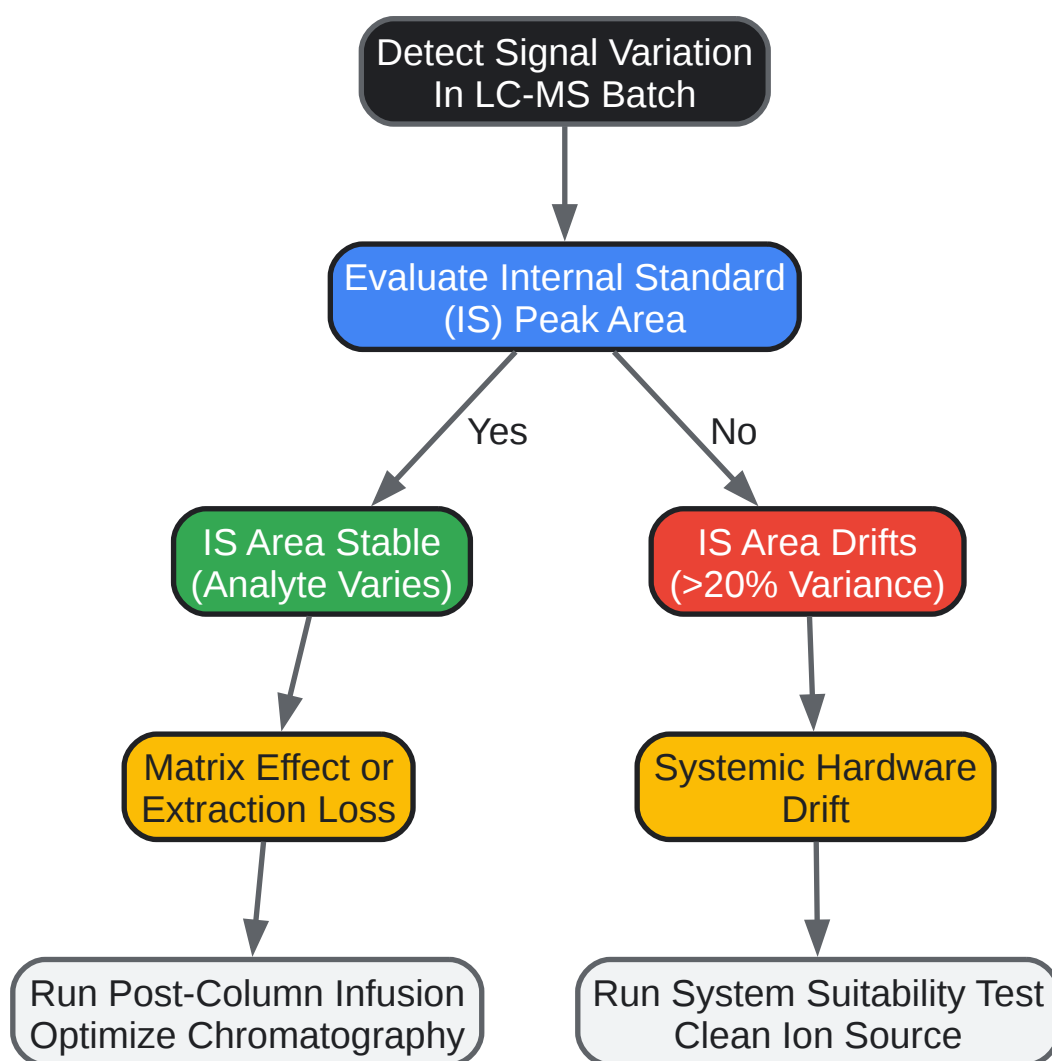 Detect Signal Variation
In LC-MS Batch
Evaluate Internal Standard
(IS) Peak Area
Yes
No
IS Area Stable
(Analyte Varies)
IS Area Drifts
(>20% Variance)
Matrix Effect or
Extraction Loss
Systemic Hardware
Drift
Run Post-Column Infusion
Optimize Chromatography
Run System Suitability Test
Clean Ion Source